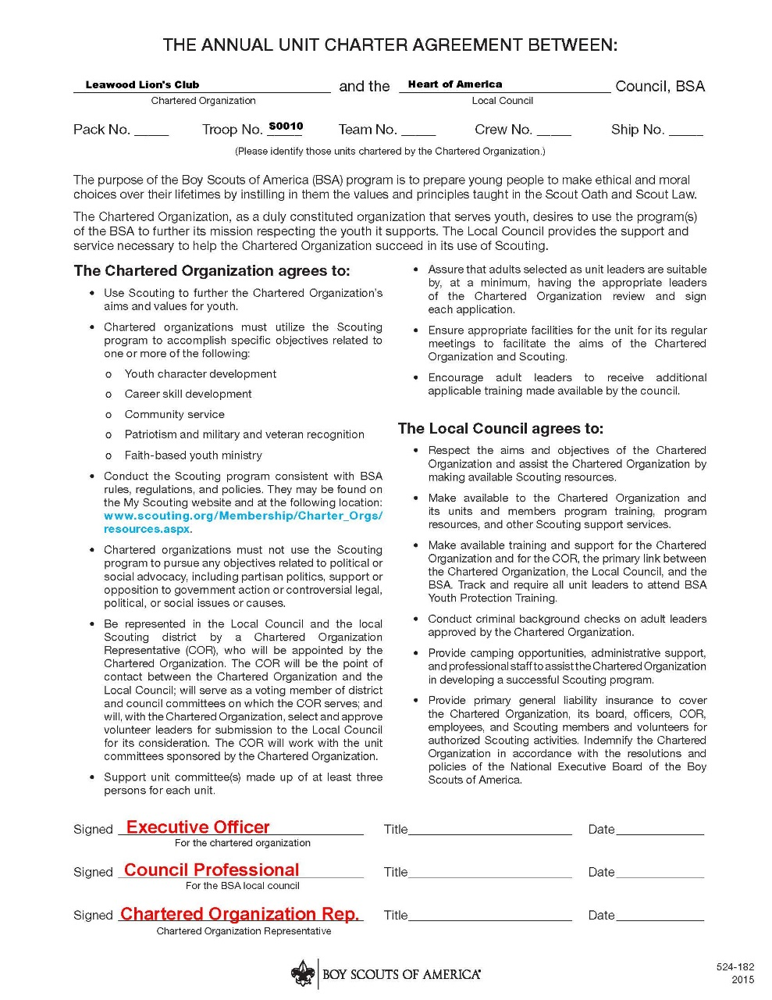 THE ANNUAL UNIT CHARTER AGREEMENT BETWEEN:
Leawood Lion's Club and the Heart of America Council, BSA
Chartered Organization Local Council
Pack No. _____ Troop No. S0010 Team No. _____ Crew No. _____ Ship No. _____
(Please identify those units chartered by the Chartered Organization.)
The purpose of the Boy Scouts of America (BSA) program is to prepare young people to make ethical and moral
choices over their lifetimes by instilling in them the values and principles taught in the Scout Oath and Scout Law.
The Chartered Organization, as a duly constituted organization that serves youth, desires to use the program(s)
of the BSA to further its mission respecting the youth it supports. The Local Council provides the support and
service necessary to help the Chartered Organization succeed in its use of Scouting.
The Chartered Organization agrees to:
• Use Scouting to further the Chartered Organization's
aims and values for youth.
• Chartered organizations must utilize the Scouting
program to accomplish specific objectives related to
one or more of the following:
o Youth character development
o Career skill development
o Community service
o Patriotism and military and veteran recognition
o Faith-based youth ministry
• Conduct the Scouting program consistent with BSA
rules, regulations, and policies. They may be found on
the My Scouting website and at the following location:
www.scouting.org/Membership/Charter_Orgs/
resources.aspx.
• Chartered organizations must not use the Scouting
program to pursue any objectives related to political or
social advocacy, including partisan politics, support or
opposition to government action or controversial legal,
political, or social issues or causes.
• Be represented in the Local Council and the local
Scouting district by a Chartered Organization
Representative (COR), who will be appointed by the
Chartered Organization. The COR will be the point of
contact between the Chartered Organization and the
Local Council; will serve as a voting member of district
and council committees on which the COR serves; and
will, with the Chartered Organization, select and approve
volunteer leaders for submission to the Local Council
for its consideration. The COR will work with the unit
committees sponsored by the Chartered Organization.
• Support unit committee(s) made up of at least three
persons for each unit.
• Assure that adults selected as unit leaders are suitable
by, at a minimum, having the appropriate leaders
of the Chartered Organization review and sign
each application.
• Ensure appropriate facilities for the unit for its regular
meetings to facilitate the aims of the Chartered
Organization and Scouting.
• Encourage adult leaders to receive additional
applicable training made available by the council.
The Local Council agrees to:
• Respect the aims and objectives of the Chartered
Organization and assist the Chartered Organization by
making available Scouting resources.
• Make available to the Chartered Organization and
its units and members program training, program
resources, and other Scouting support services.
• Make available training and support for the Chartered
Organization and for the COR, the primary link between
the Chartered Organization, the Local Council, and the
BSA. Track and require all unit leaders to attend BSA
Youth Protection Training.
• Conduct criminal background checks on adult leaders
approved by the Chartered Organization.
• Provide camping opportunities, administrative support,
and professional staff to assist the Chartered Organization
in developing a successful Scouting program.
• Provide primary general liability insurance to cover
the Chartered Organization, its board, officers, COR,
employees, and Scouting members and volunteers for
authorized Scouting activities. Indemnify the Chartered
Organization in accordance with the resolutions and
policies of the National Executive Board of the Boy
Scouts of America.
Signed Executive Officer Title Date
For the chartered organization
Signed Council Professional Title Date
For the BSA local council
Signed Chartered Organization Rep. Title Date
Chartered Organization Representative
BOY SCOUTS OF AMERICA®
524-182
2015